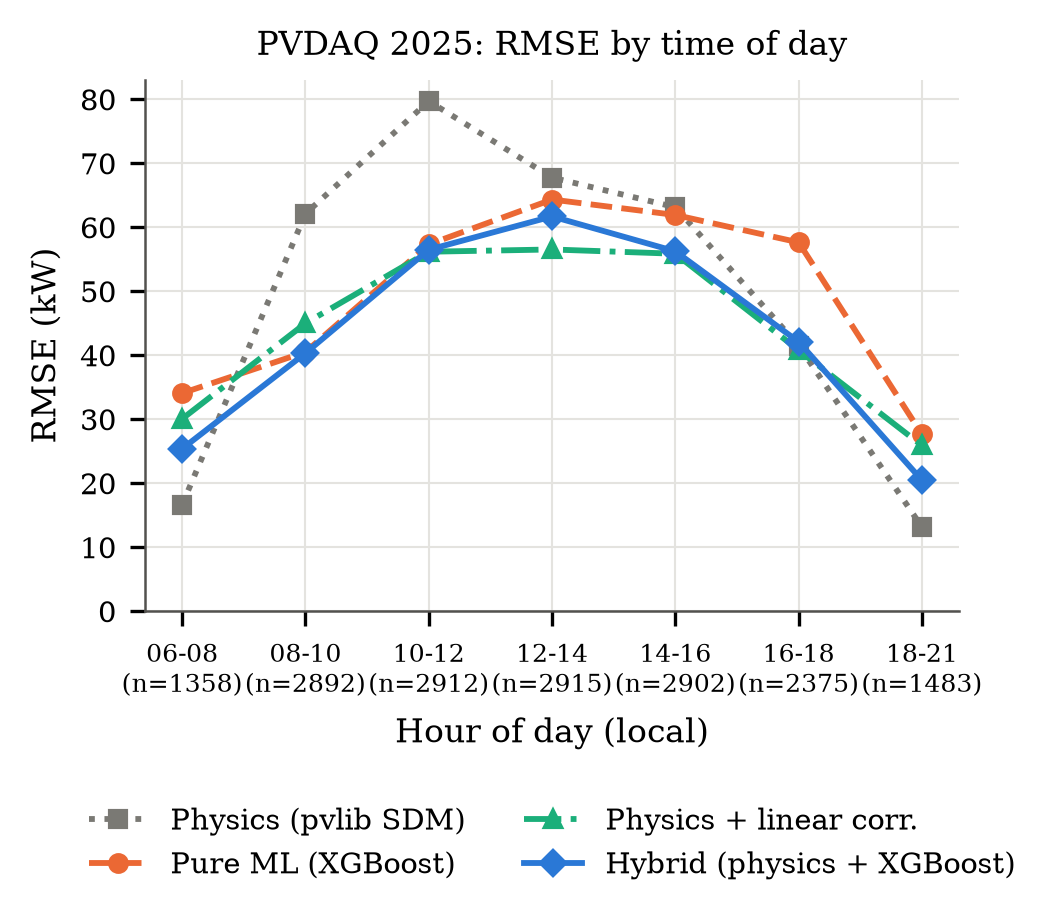 PVDAQ 2025: RMSE by time of day
80
70
60
50
40
30
20
10
0
RMSE (kW)
06-08 08-10 10-12 12-14 14-16 16-18 18-21
(n=1358) (n=2892) (n=2912) (n=2915) (n=2902) (n=2375) (n=1483)
Hour of day (local)
Physics (pvlib SDM) Physics + linear corr.
Pure ML (XGBoost) Hybrid (physics + XGBoost)